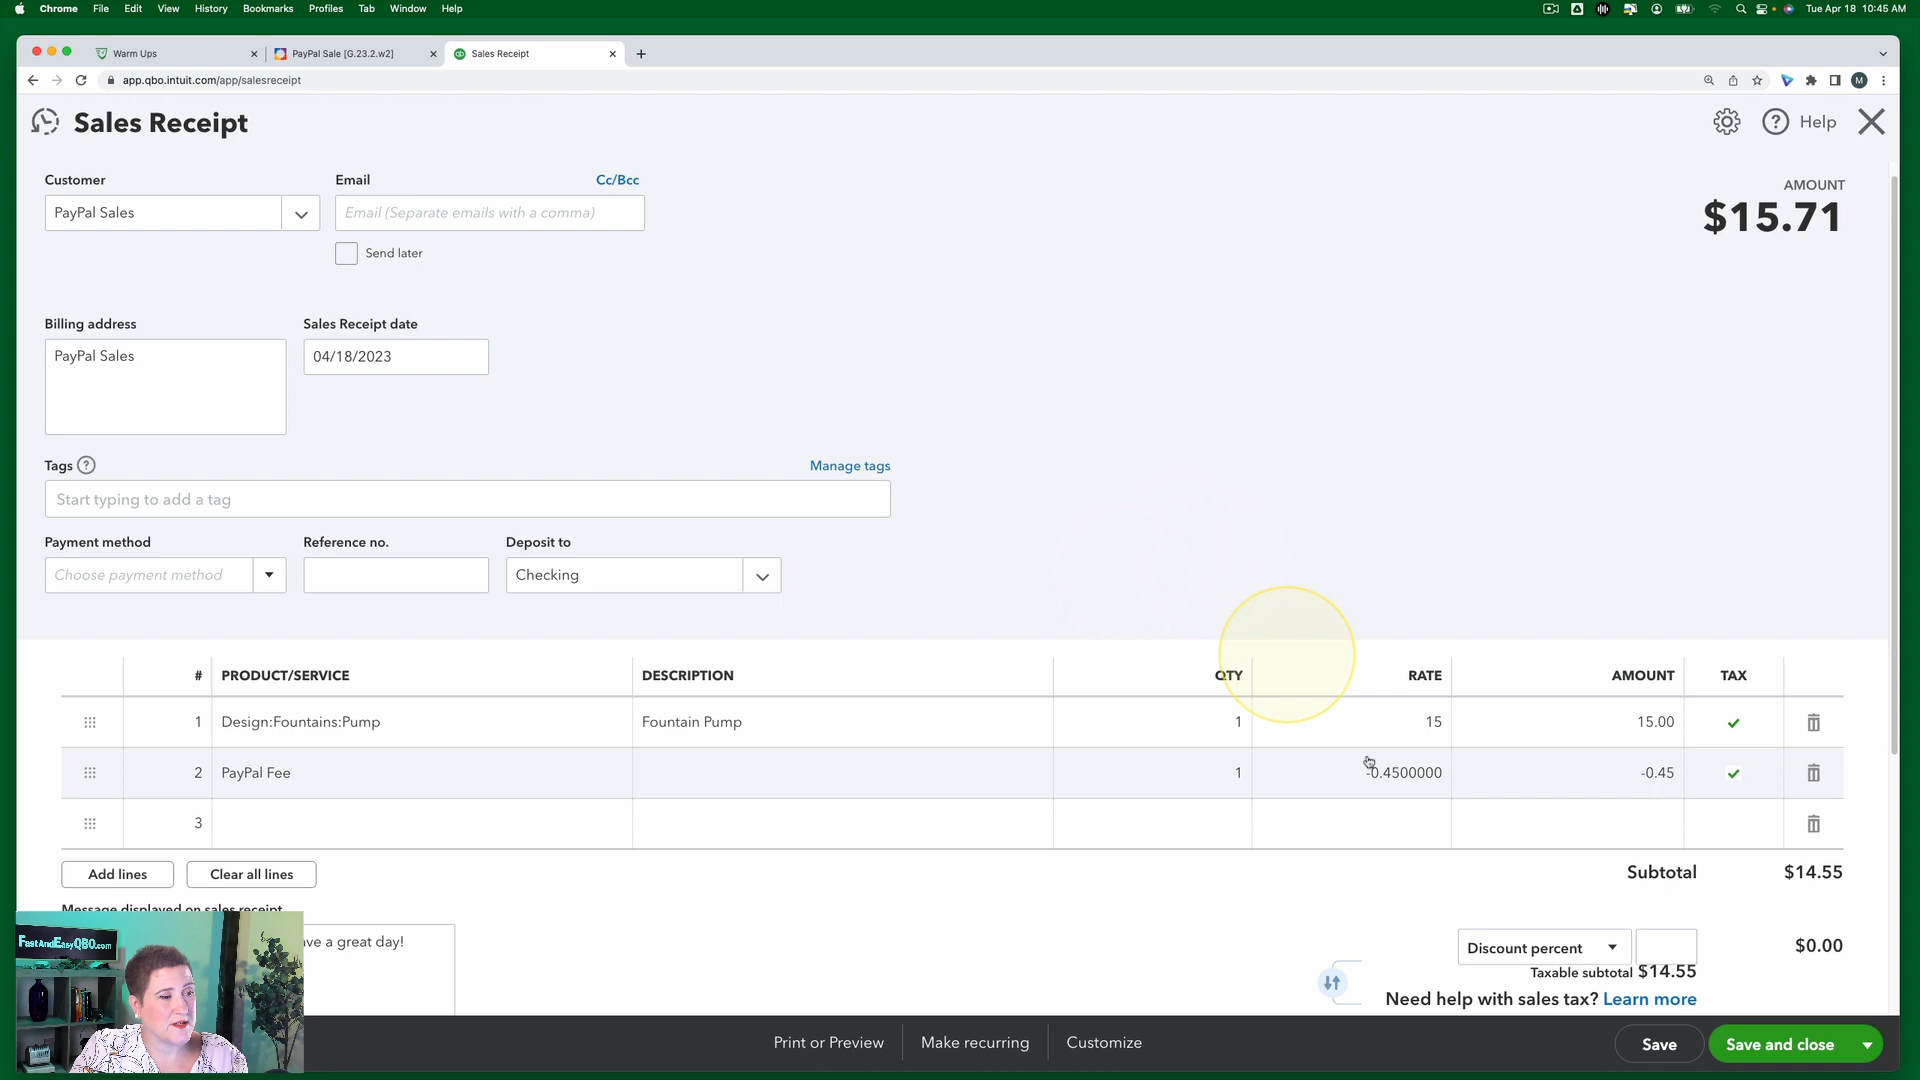 Chrome File Edit View History Bookmarks Profiles Tab Window Help
Tue Apr 18 10:45 AM
Warm Ups
PayPal Sale [G.23.2.w2]
Sales Receipt
app.qbo.intuit.com/app/salesreceipt
M
Sales Receipt
Help
Customer
Email
Cc/Bcc
AMOUNT
PayPal Sales
Email (Separate emails with a comma)
$15.71
Send later
Billing address
Sales Receipt date
PayPal Sales
04/18/2023
Tags
Manage tags
Start typing to add a tag
Payment method
Reference no.
Deposit to
Choose payment method
Checking
# PRODUCT/SERVICE DESCRIPTION QTY RATE AMOUNT TAX
1 Design:Fountains:Pump Fountain Pump 1 15 15.00
2 PayPal Fee 1 -0.4500000 -0.45
3
Add lines
Clear all lines
Subtotal $14.55
Message displayed on sales receipt
ve a great day!
Discount percent
$0.00
Taxable subtotal $14.55
Need help with sales tax? Learn more
FastAndEasyQBO.com
Print or Preview
Make recurring
Customize
Save
Save and close